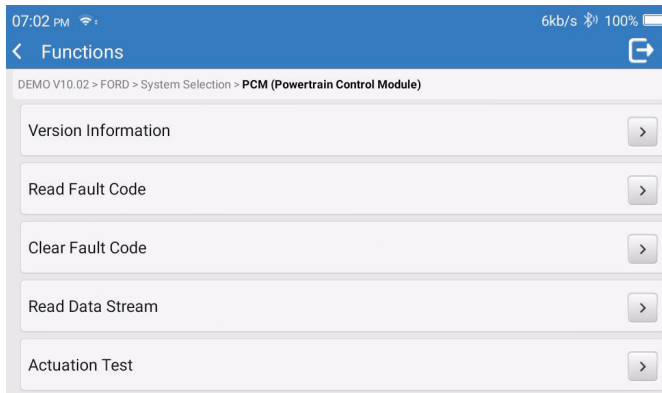 07:02 PM 6kb/s 100%
Functions
DEMO V10.02 > FORD > System Selection > PCM (Powertrain Control Module)
Version Information
Read Fault Code
Clear Fault Code
Read Data Stream
Actuation Test